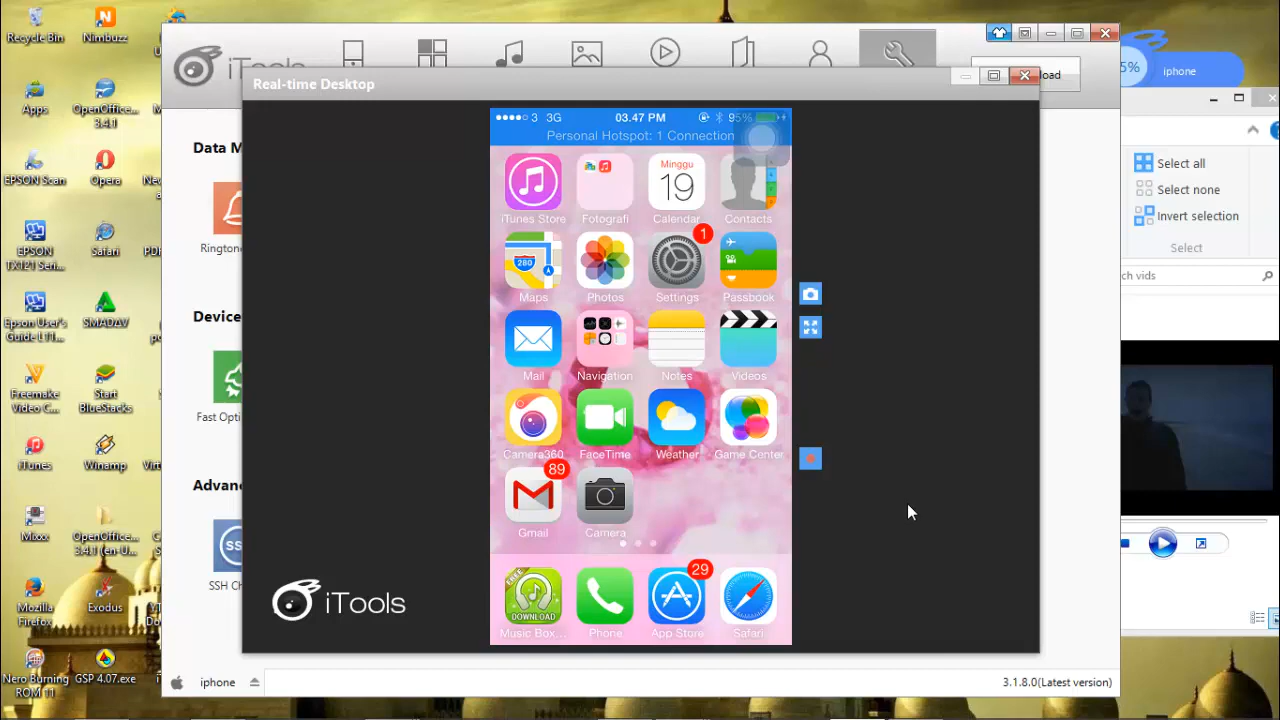 Recycle Bin
Nimbuzz
Apps
OpenOffice...
3.4.1
EPSON Scan
Opera
EPSON
TX121 Seri...
Safari
Epson User's
Guide L11...
SMADAV
Freemake
Video C...
Start
BlueStacks
iTunes
Winamp
Mixxx
OpenOffice...
3.4.1 (en-U...
Mozilla
Firefox
Exodus
Nero Burning
ROM 11
GSP 4.07.exe
Real-time Desktop
Data M
Ringtone
Device
Fast Opti
Advan
SSH Ch
●●●●○ 3 3G 03.47 PM 95%
Personal Hotspot: 1 Connection
iTunes Store
Fotografi
Minggu
19
Calendar
Contacts
280
Maps
Photos
1
Settings
Passbook
Mail
Navigation
Notes
Videos
Camera360
FaceTime
Weather
Game Center
89
Gmail
Camera
FREE
DOWNLOAD
Music Box...
Phone
29
App Store
Safari
iTools
iphone
3.1.8.0(Latest version)
5%
iphone
Select all
Select none
Invert selection
Select
ch vids